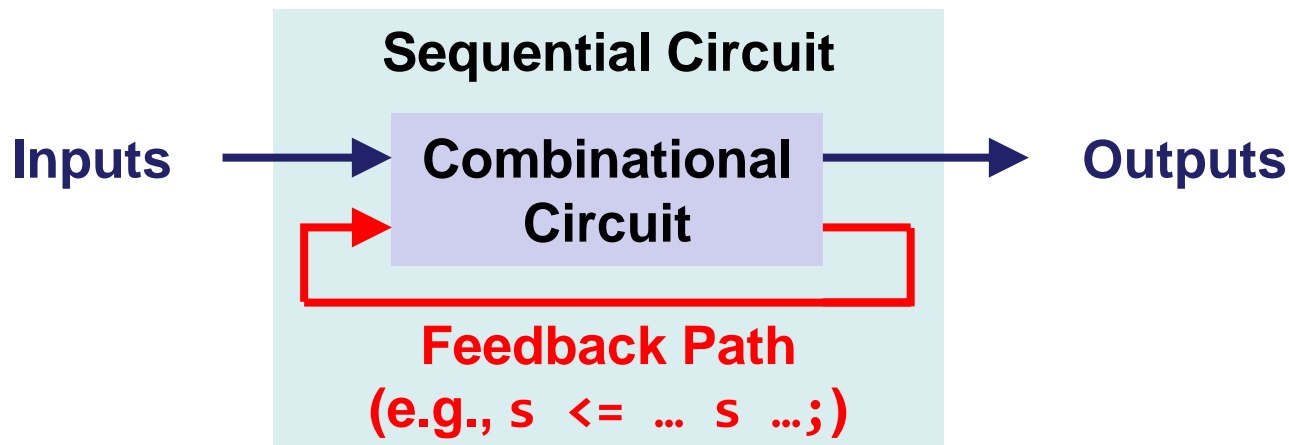 Sequential Circuit
Inputs
Combinational
Circuit
Outputs
Feedback Path
(e.g., s <= … s …;)